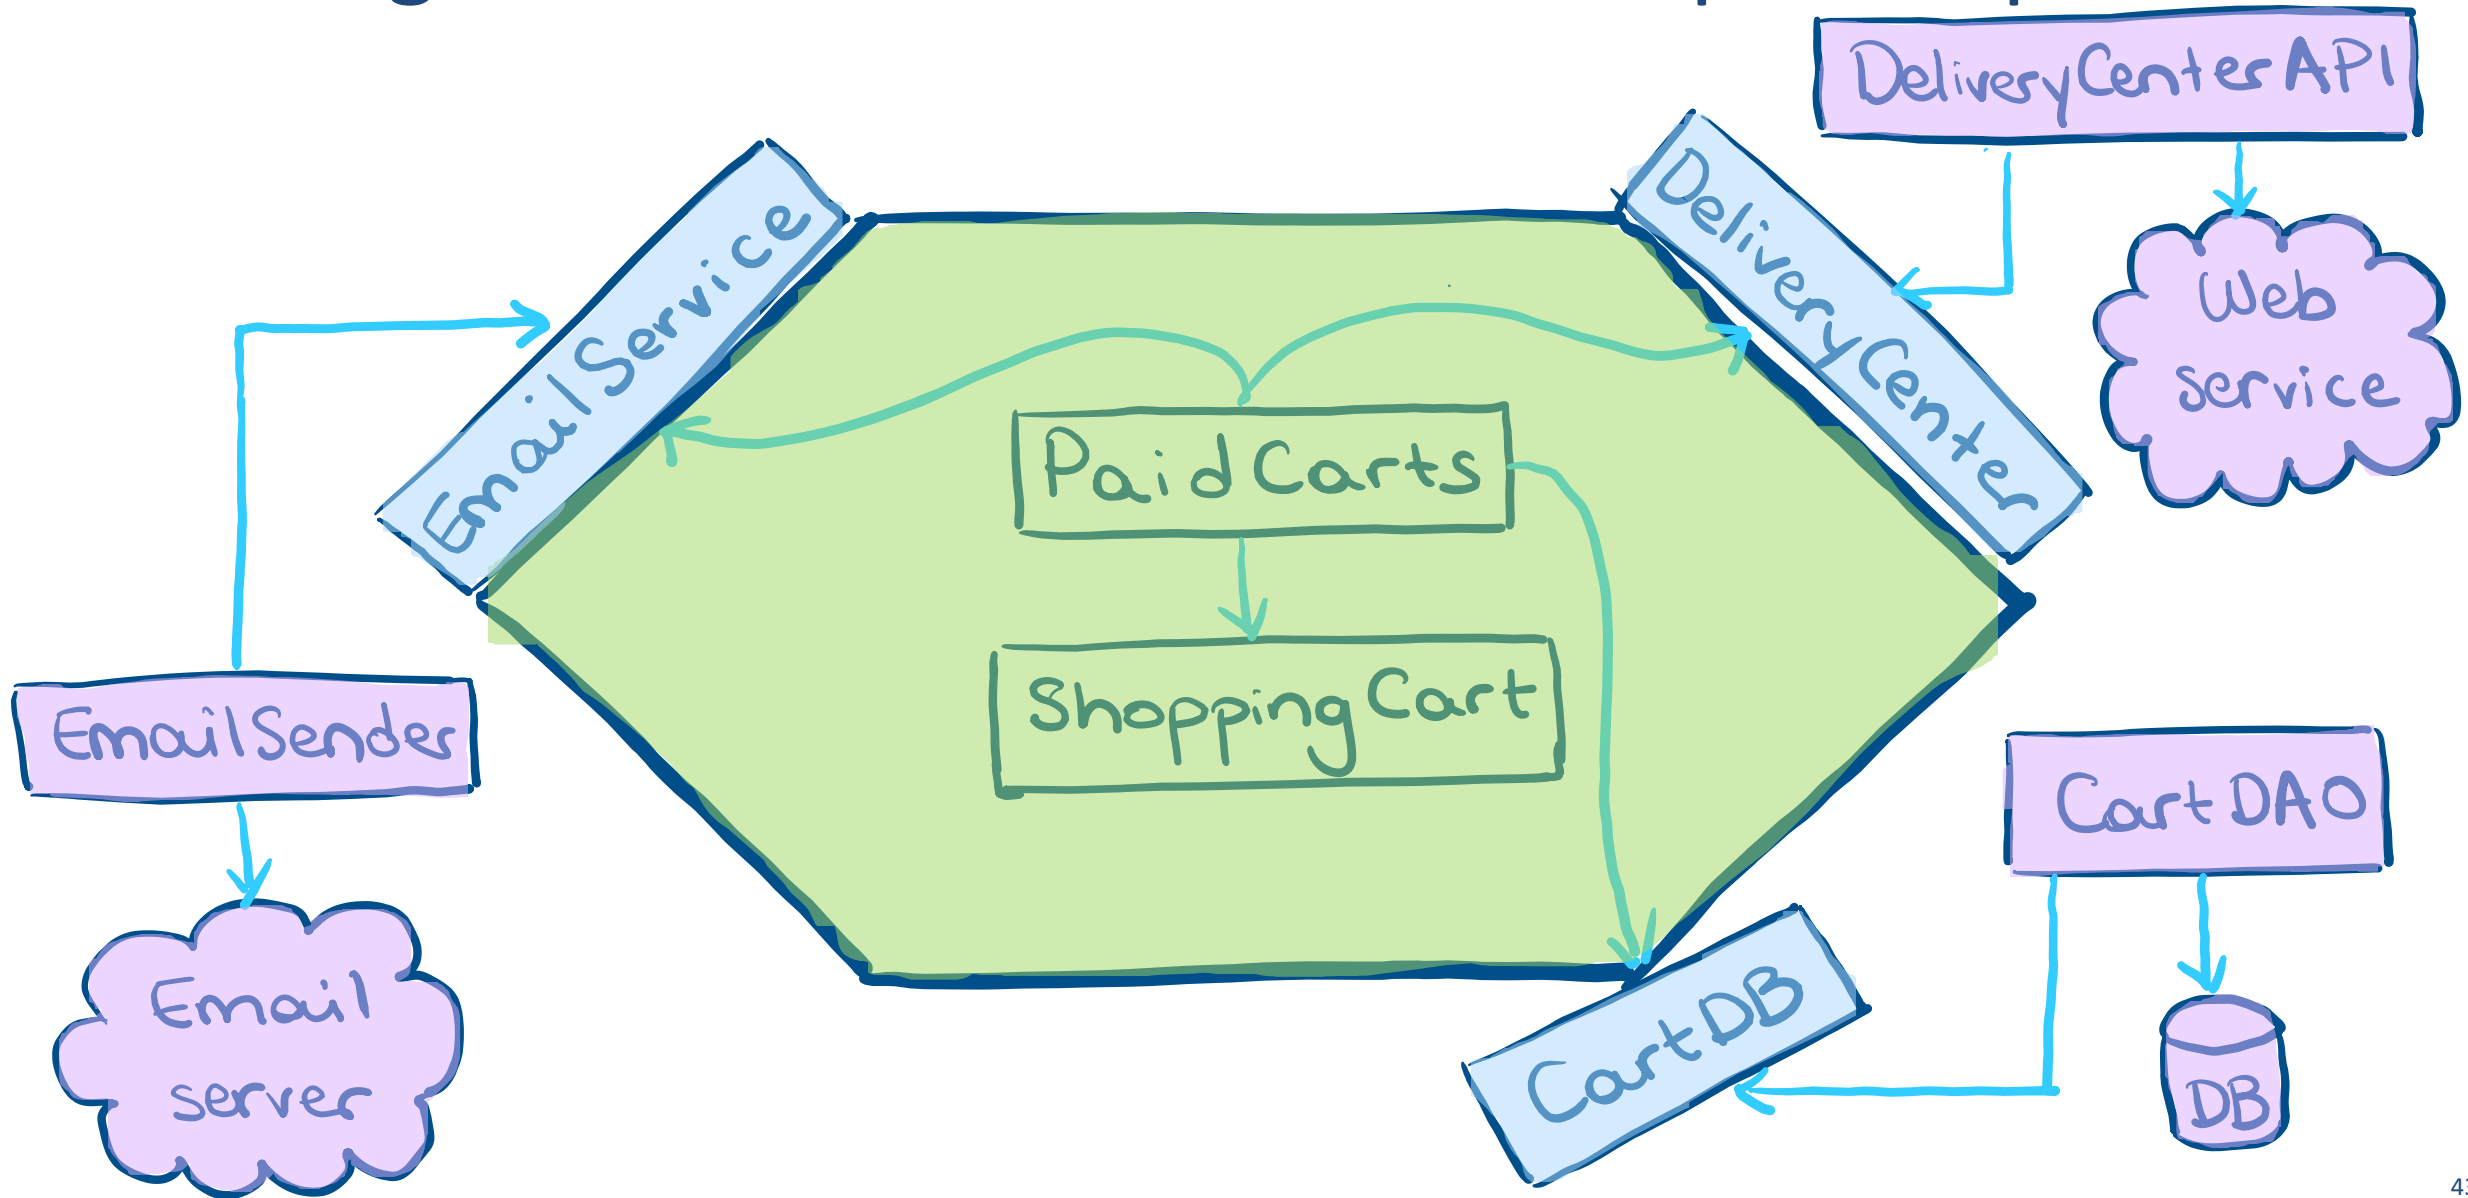 DeliveryCenterAPI
EmailService
DeliveryCenter
Web
service
PaidCarts
ShoppingCart
EmailSender
CartDAO
Email
server
CartDB
DB